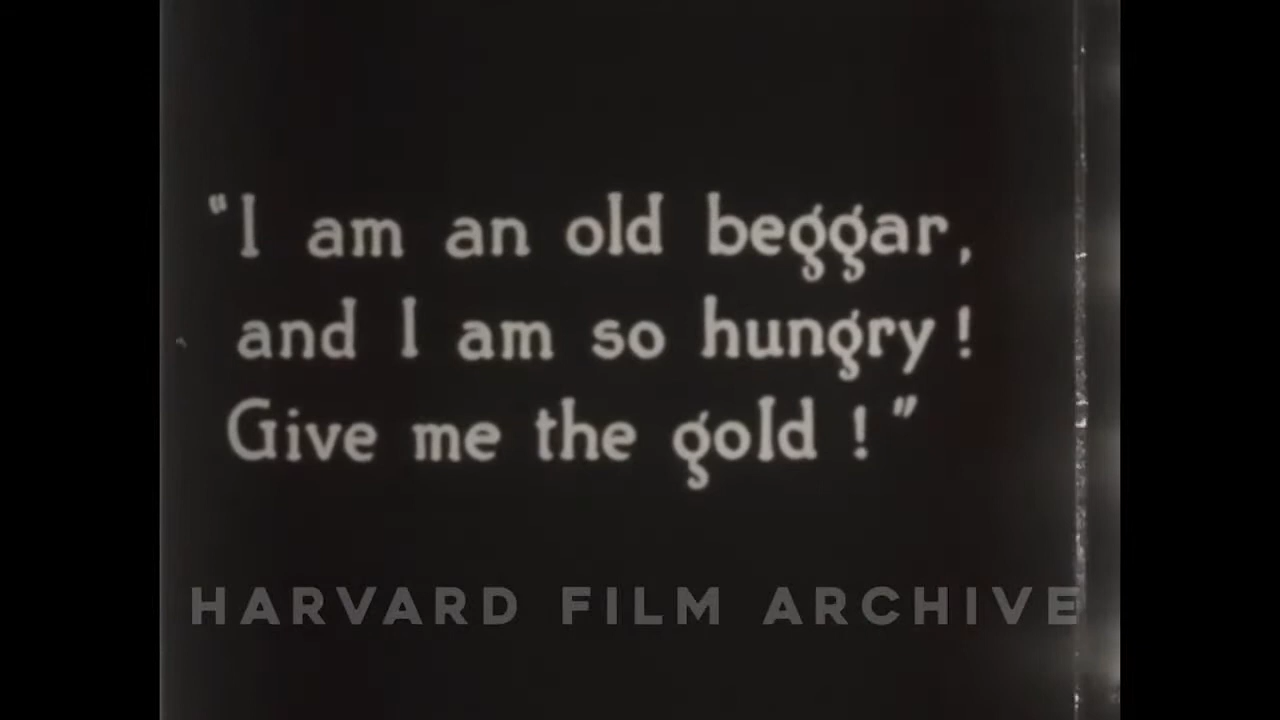 "I am an old beggar,
and I am so hungry!
Give me the gold!"
HARVARD FILM ARCHIVE